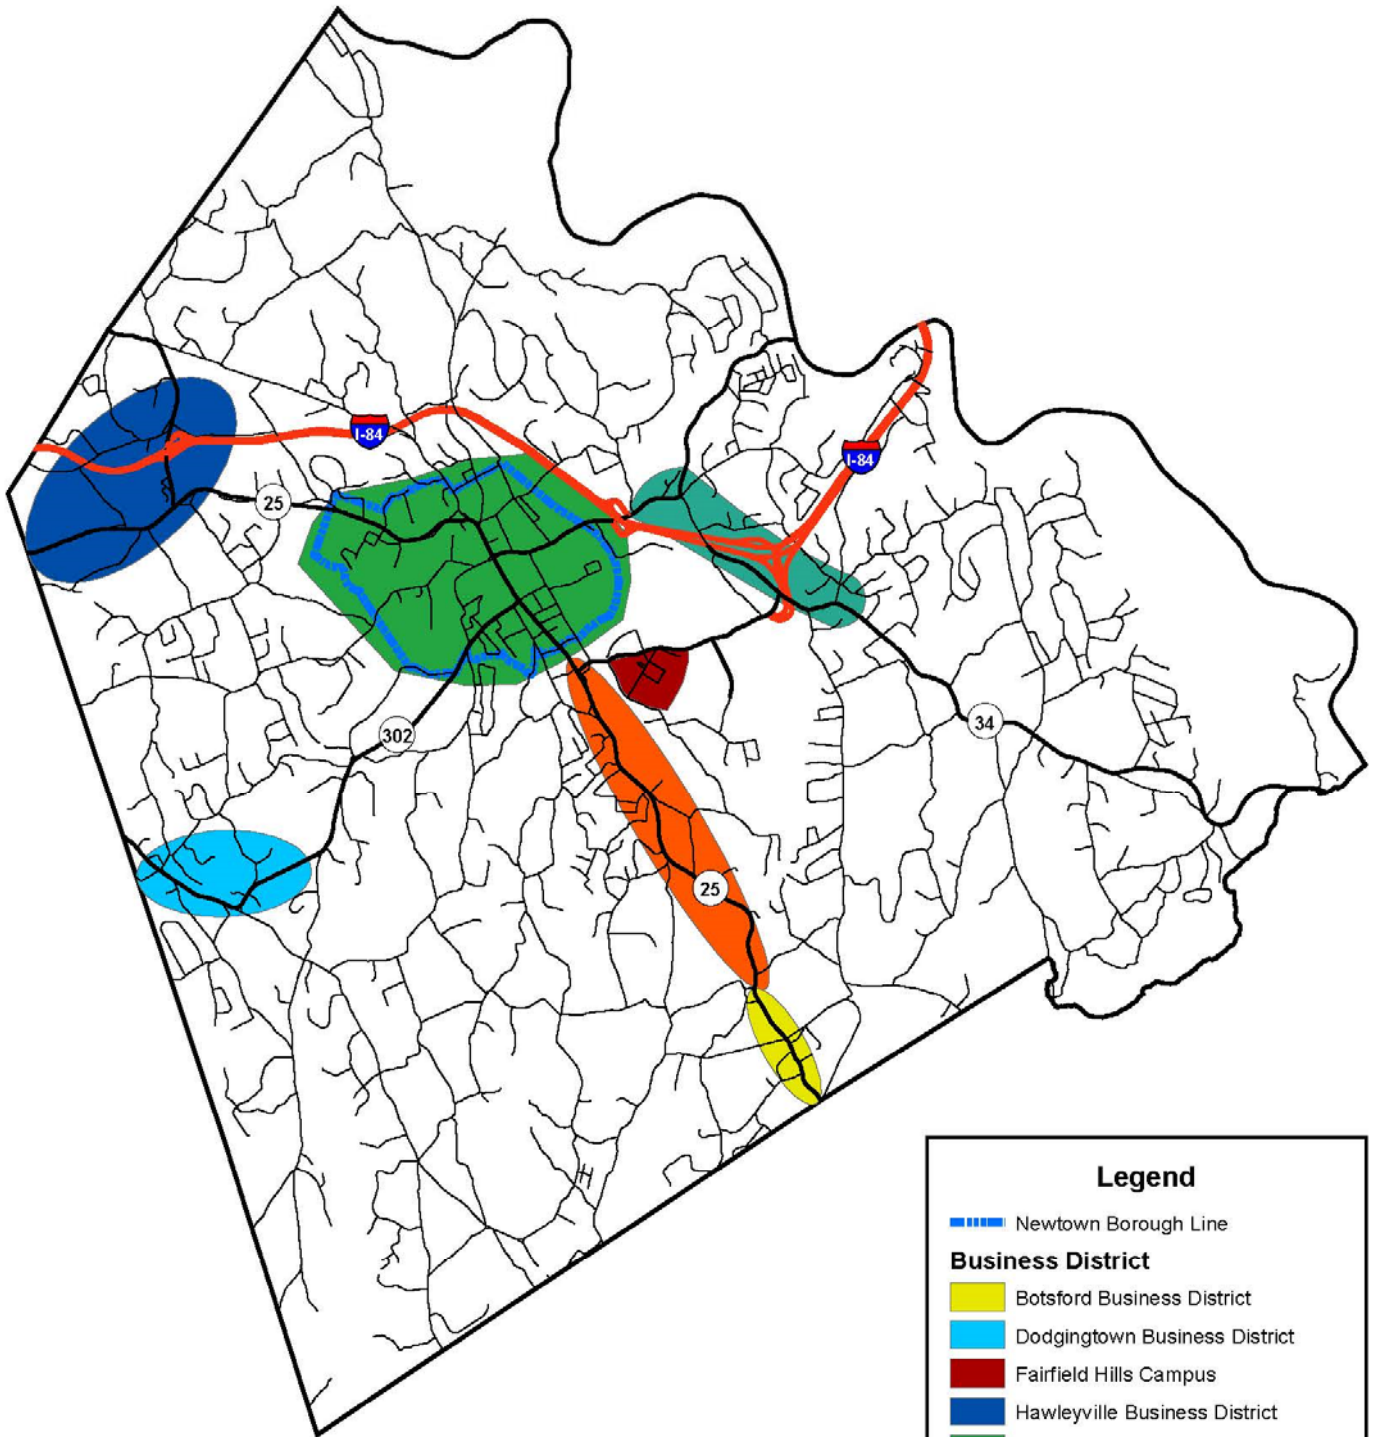 I-84
I-84
25
302
34
25
Legend
Newtown Borough Line
Business District
Botsford Business District
Dodgingtown Business District
Fairfield Hills Campus
Hawleyville Business District